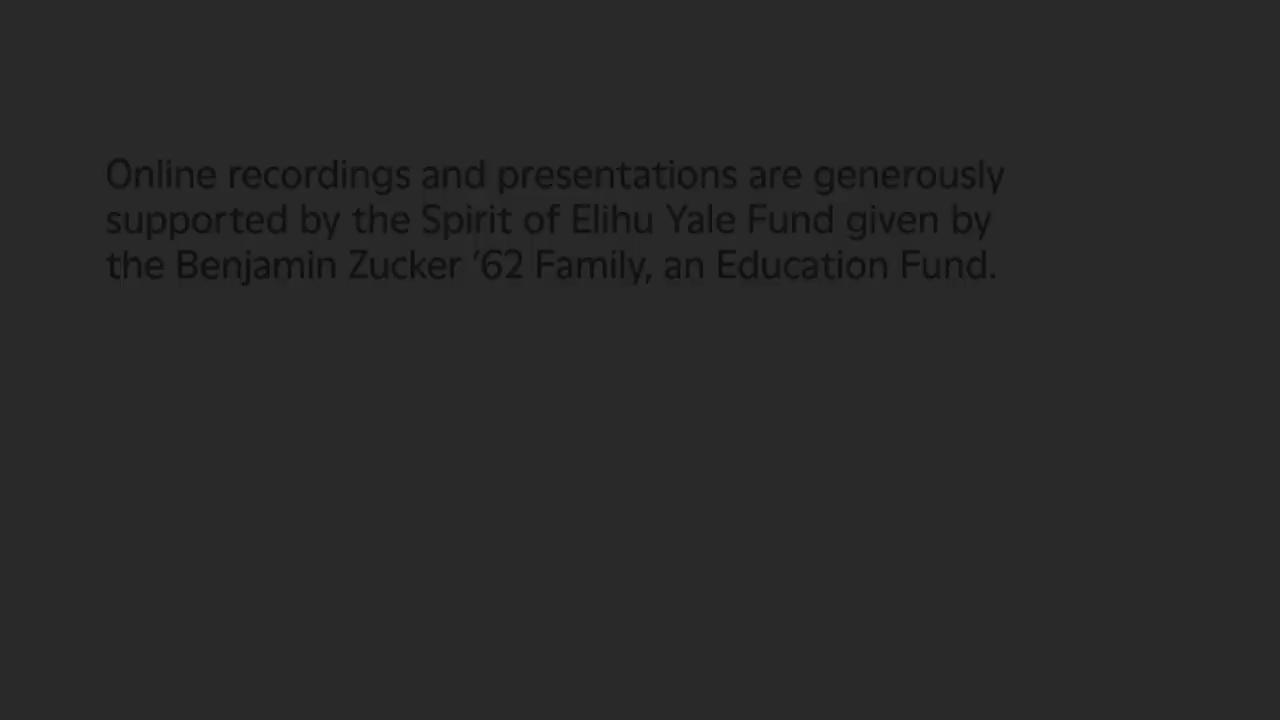 Online recordings and presentations are generously
supported by the Spirit of Elihu Yale Fund given by
the Benjamin Zucker ’62 Family, an Education Fund.